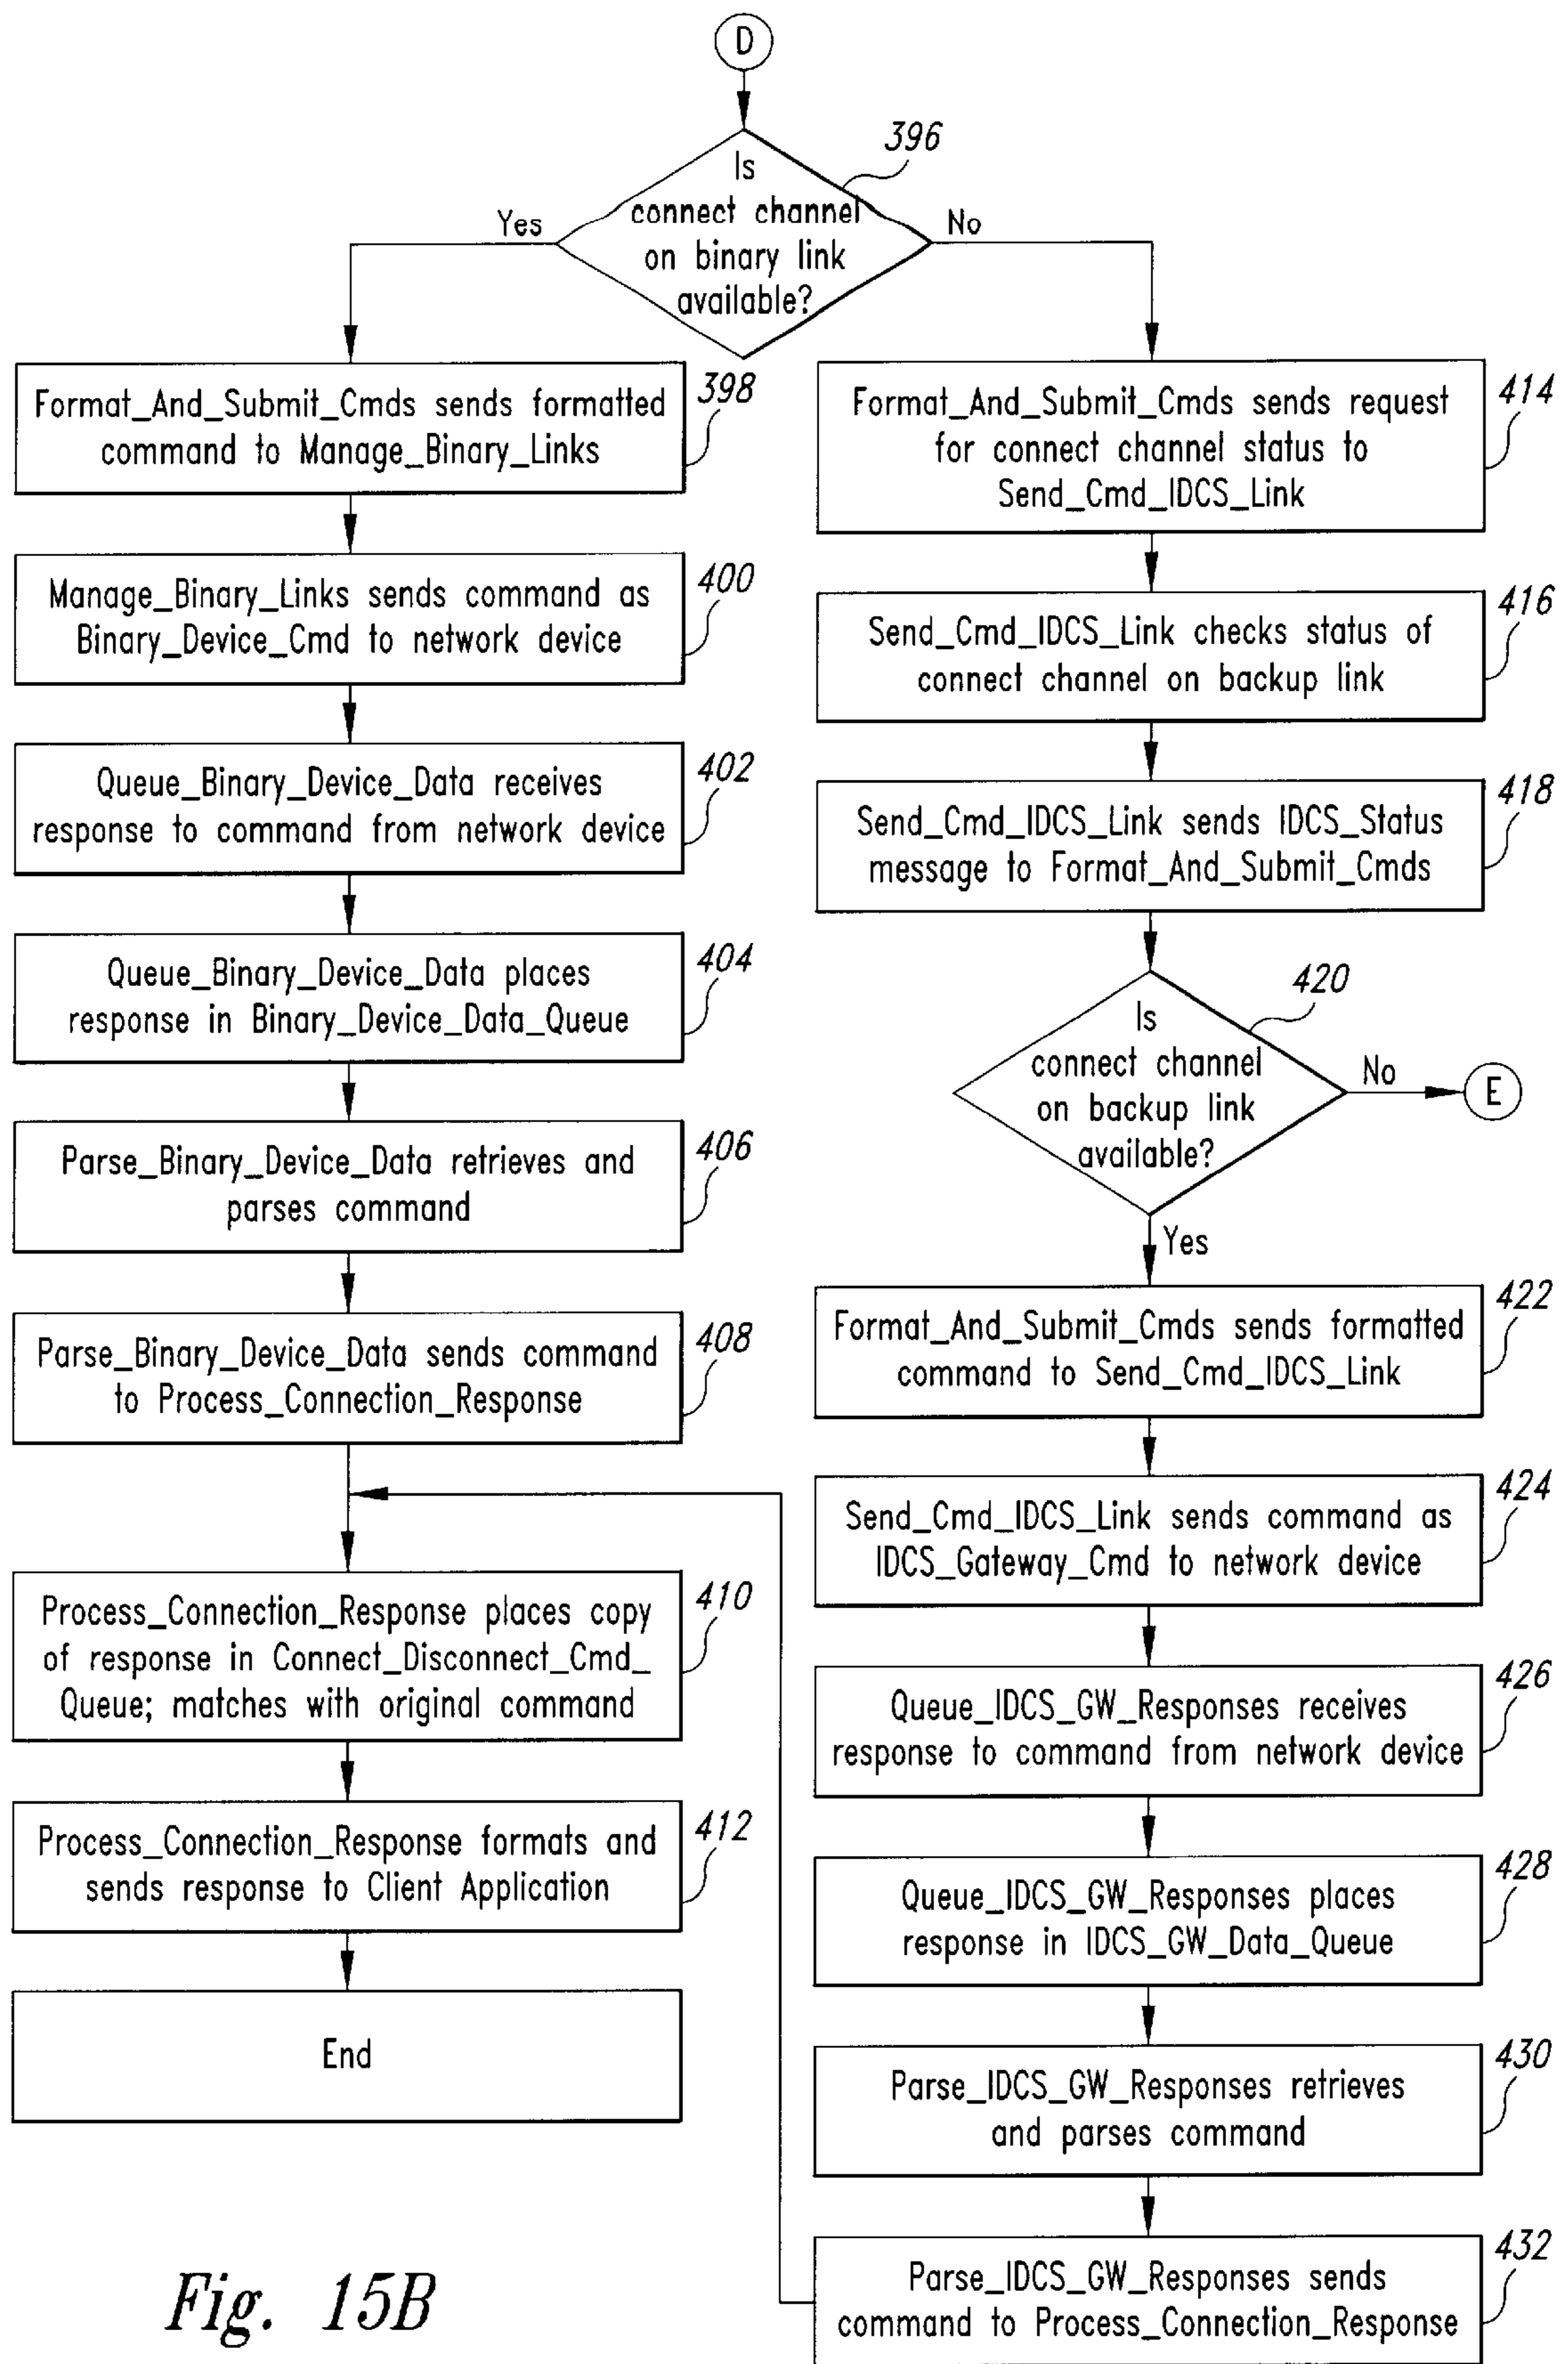 D
396
Is
connect channel
on binary link
available?
Yes
No
Format_And_Submit_Cmds sends formatted
command to Manage_Binary_Links
398
Manage_Binary_Links sends command as
Binary_Device_Cmd to network device
400
Queue_Binary_Device_Data receives
response to command from network device
402
Queue_Binary_Device_Data places
response in Binary_Device_Data_Queue
404
Parse_Binary_Device_Data retrieves and
parses command
406
Parse_Binary_Device_Data sends command
to Process_Connection_Response
408
Process_Connection_Response places copy
of response in Connect_Disconnect_Cmd_
Queue; matches with original command
410
Process_Connection_Response formats and
sends response to Client Application
412
End
Format_And_Submit_Cmds sends request
for connect channel status to
Send_Cmd_IDCS_Link
414
Send_Cmd_IDCS_Link checks status of
connect channel on backup link
416
Send_Cmd_IDCS_Link sends IDCS_Status
message to Format_And_Submit_Cmds
418
420
Is
connect channel
on backup link
available?
No
E
Yes
Format_And_Submit_Cmds sends formatted
command to Send_Cmd_IDCS_Link
422
Send_Cmd_IDCS_Link sends command as
IDCS_Gateway_Cmd to network device
424
Queue_IDCS_GW_Responses receives
response to command from network device
426
Queue_IDCS_GW_Responses places
response in IDCS_GW_Data_Queue
428
Parse_IDCS_GW_Responses retrieves
and parses command
430
Parse_IDCS_GW_Responses sends
command to Process_Connection_Response
432
Fig. 15B